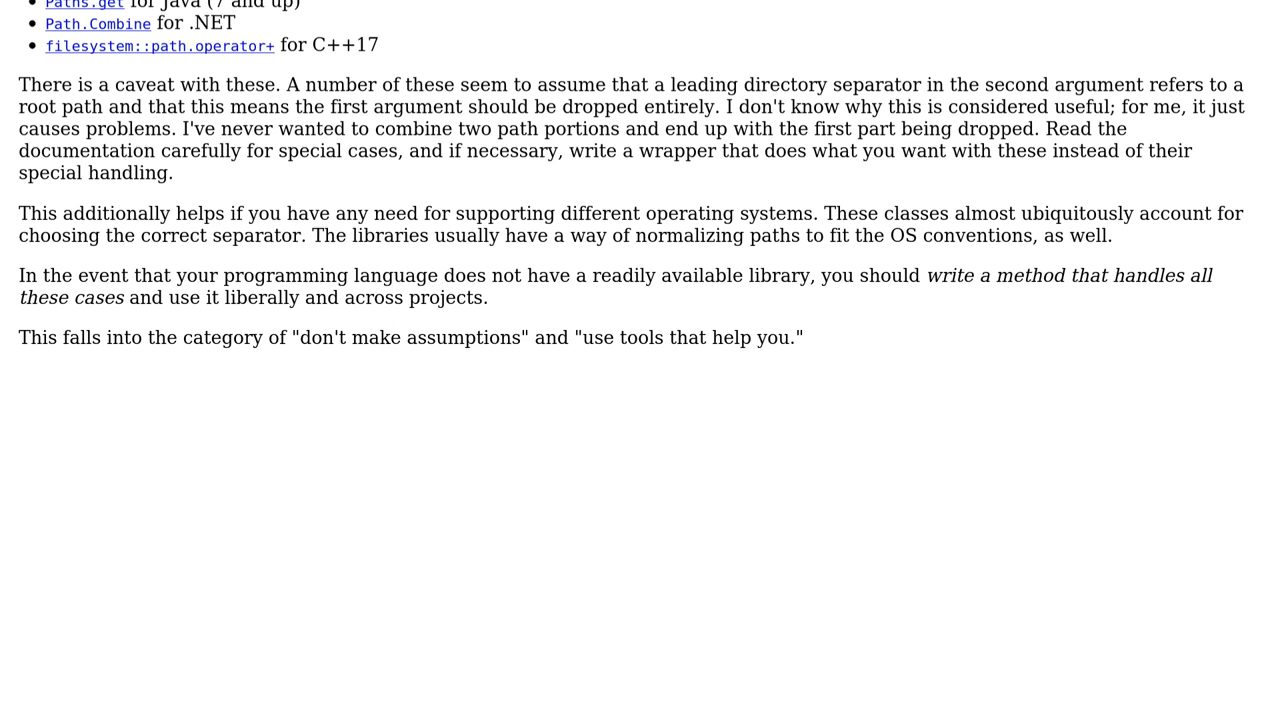 Paths.get for Java (7 and up)
Path.Combine for .NET
filesystem::path.operator+ for C++17
There is a caveat with these. A number of these seem to assume that a leading directory separator in the second argument refers to a
root path and that this means the first argument should be dropped entirely. I don't know why this is considered useful; for me, it just
causes problems. I've never wanted to combine two path portions and end up with the first part being dropped. Read the
documentation carefully for special cases, and if necessary, write a wrapper that does what you want with these instead of their
special handling.
This additionally helps if you have any need for supporting different operating systems. These classes almost ubiquitously account for
choosing the correct separator. The libraries usually have a way of normalizing paths to fit the OS conventions, as well.
In the event that your programming language does not have a readily available library, you should write a method that handles all
these cases and use it liberally and across projects.
This falls into the category of "don't make assumptions" and "use tools that help you."